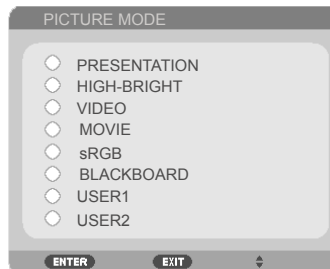 PICTURE MODE
PRESENTATION
HIGH-BRIGHT
VIDEO
MOVIE
sRGB
BLACKBOARD
USER1
USER2
ENTER EXIT